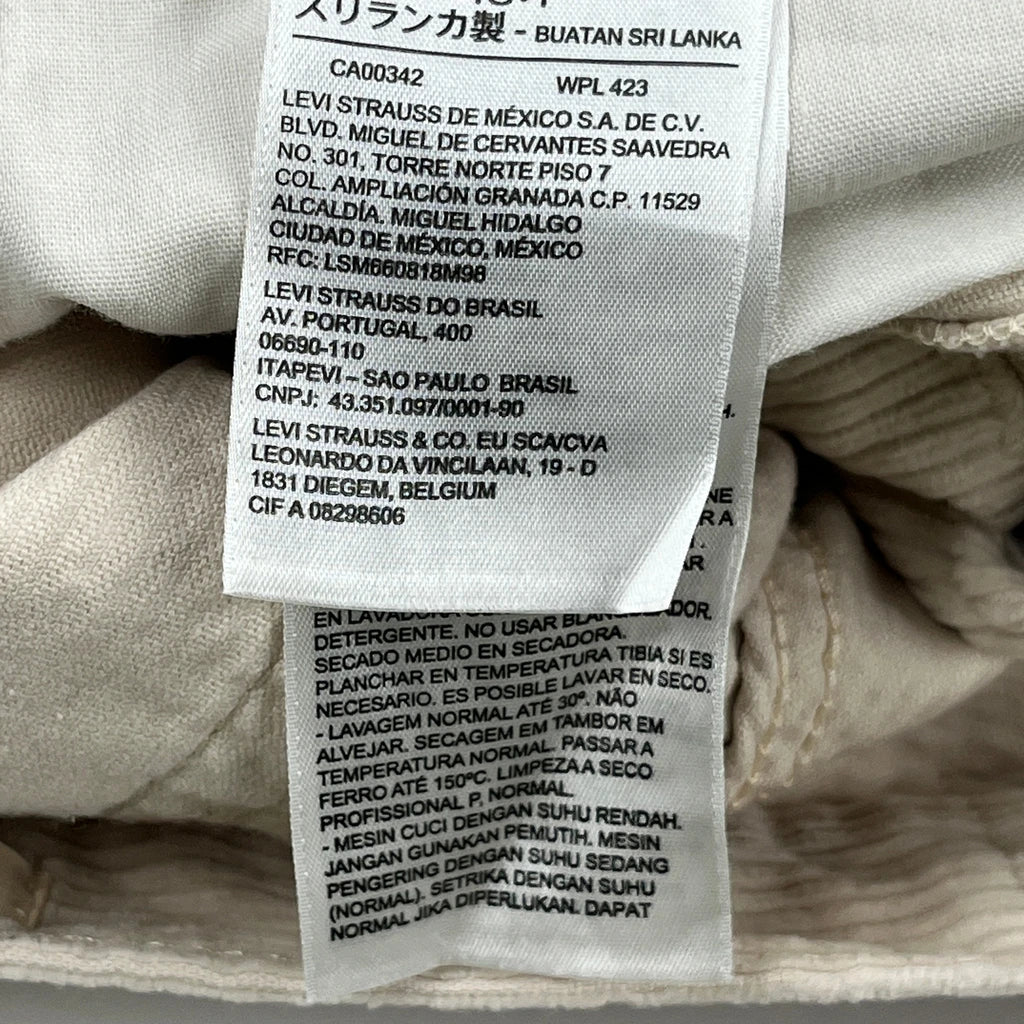 スリランカ製 - BUATAN SRI LANKA
CA00342 WPL 423
LEVI STRAUSS DE MÉXICO S.A. DE C.V.
BLVD. MIGUEL DE CERVANTES SAAVEDRA
NO. 301, TORRE NORTE PISO 7
COL. AMPLIACIÓN GRANADA C.P. 11529
ALCALDÍA. MIGUEL HIDALGO
CIUDAD DE MÉXICO, MÉXICO
RFC: LSM660818M98
LEVI STRAUSS DO BRASIL
AV. PORTUGAL, 400
06690-110
ITAPEVI – SAO PAULO BRASIL
CNPJ: 43.351.097/0001-90
LEVI STRAUSS & CO. EU SCA/CVA
LEONARDO DA VINCILAAN, 19 - D
1831 DIEGEM, BELGIUM
CIF A 08298606
EN LAVADORA
DETERGENTE. NO USAR BLANQUEADOR.
SECADO MEDIO EN SECADORA.
PLANCHAR EN TEMPERATURA TIBIA SI ES
NECESARIO. ES POSIBLE LAVAR EN SECO.
- LAVAGEM NORMAL ATÉ 30º. NÃO
ALVEJAR. SECAGEM EM TAMBOR EM
TEMPERATURA NORMAL. PASSAR A
FERRO ATÉ 150ºC. LIMPEZA A SECO
PROFISSIONAL P, NORMAL.
- MESIN CUCI DENGAN SUHU RENDAH.
JANGAN GUNAKAN PEMUTIH. MESIN
PENGERING DENGAN SUHU SEDANG
(NORMAL). SETRIKA DENGAN SUHU
NORMAL JIKA DIPERLUKAN. DAPAT